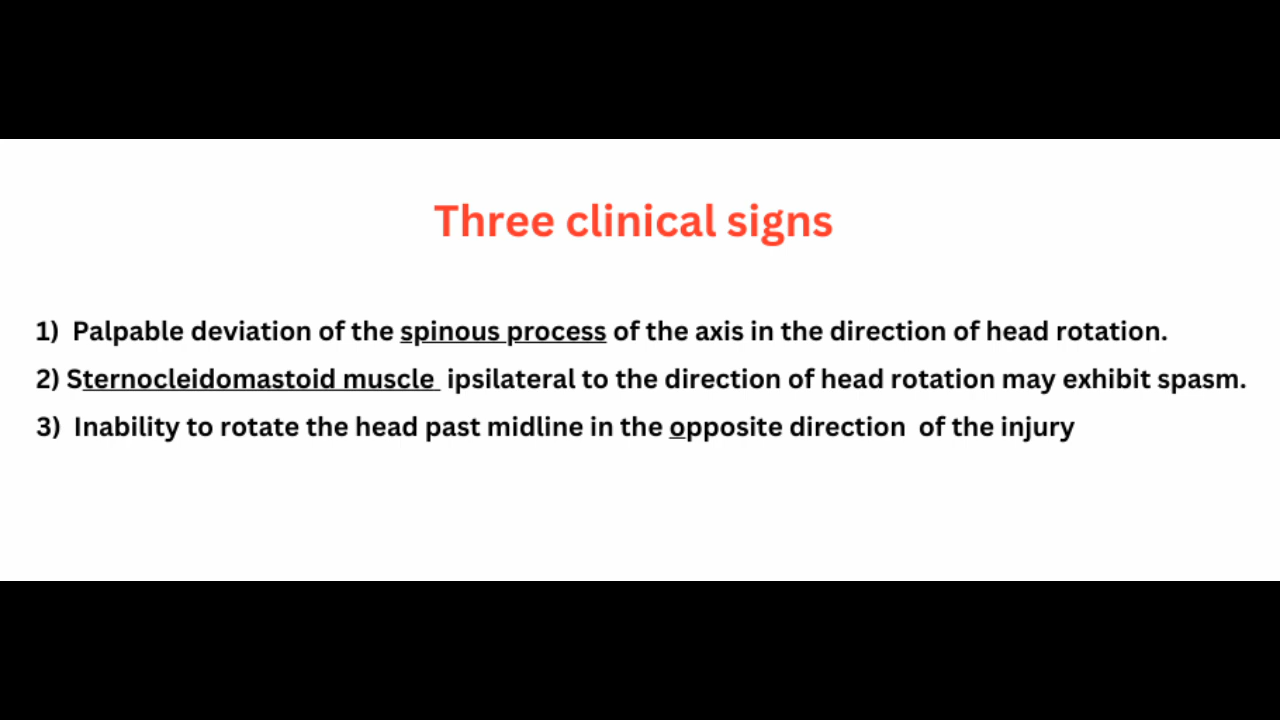 Three clinical signs
1) Palpable deviation of the spinous process of the axis in the direction of head rotation.
2) Sternocleidomastoid muscle ipsilateral to the direction of head rotation may exhibit spasm.
3) Inability to rotate the head past midline in the opposite direction of the injury